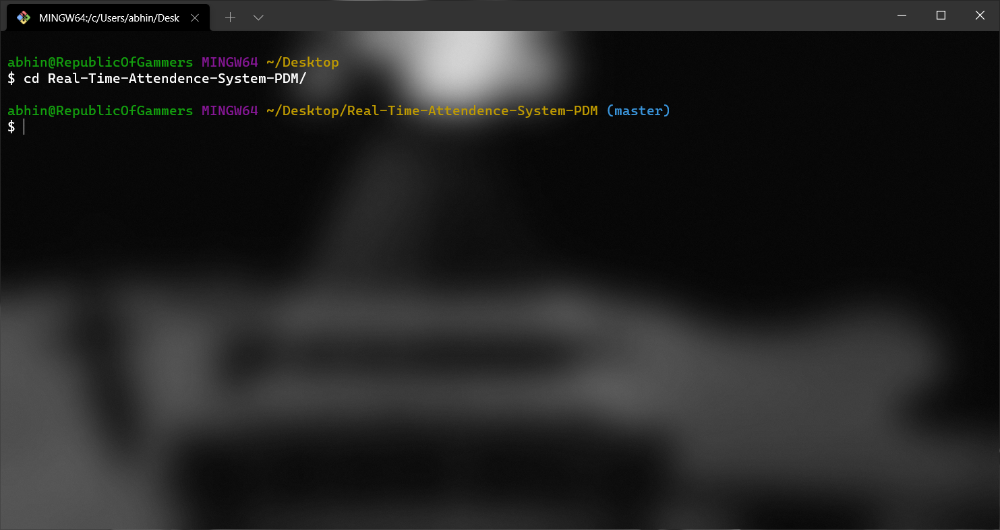 MINGW64:/c/Users/abhin/Desk
abhin@RepublicOfGammers MINGW64 ~/Desktop
$ cd Real-Time-Attendence-System-PDM/
abhin@RepublicOfGammers MINGW64 ~/Desktop/Real-Time-Attendence-System-PDM (master)
$